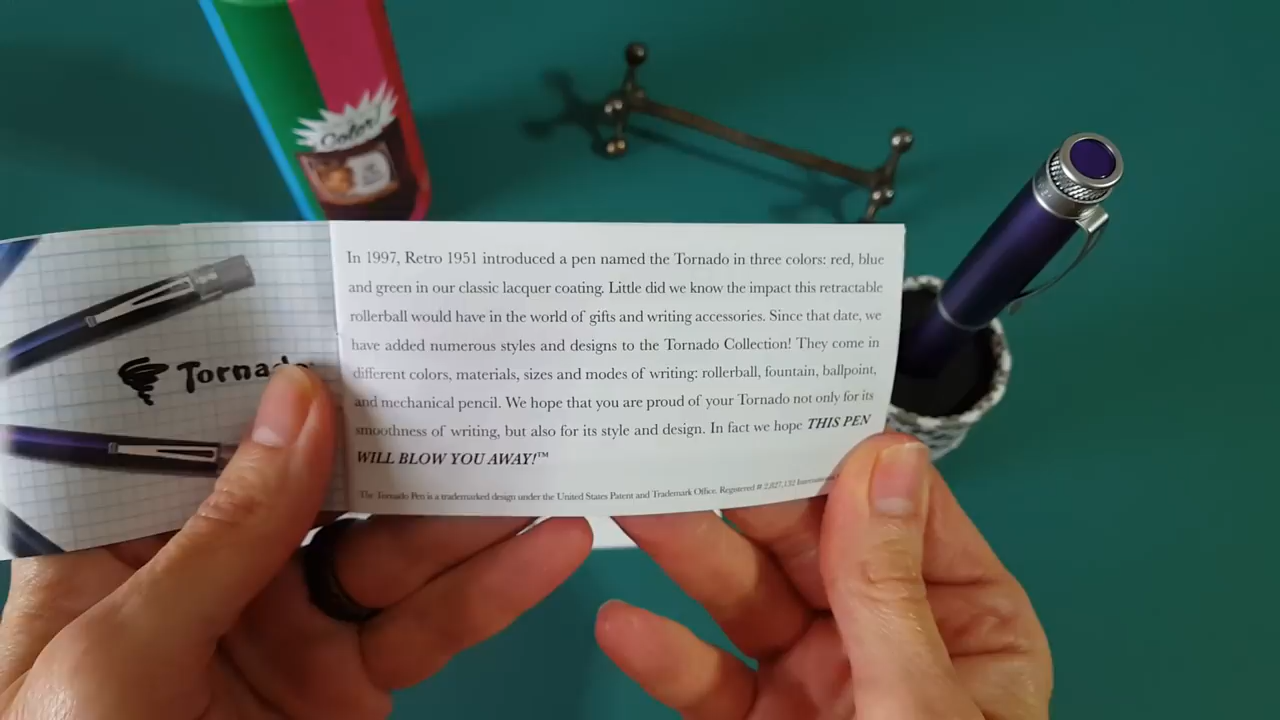 Color!
Tornado
In 1997, Retro 1951 introduced a pen named the Tornado in three colors: red, blue
and green in our classic lacquer coating. Little did we know the impact this retractable
rollerball would have in the world of gifts and writing accessories. Since that date, we
have added numerous styles and designs to the Tornado Collection! They come in
different colors, materials, sizes and modes of writing: rollerball, fountain, ballpoint,
and mechanical pencil. We hope that you are proud of your Tornado not only for its
smoothness of writing, but also for its style and design. In fact we hope THIS PEN
WILL BLOW YOU AWAY!™
The Tornado Pen is a trademarked design under the United States Patent and Trademark Office. Registered # 2,827,132 International